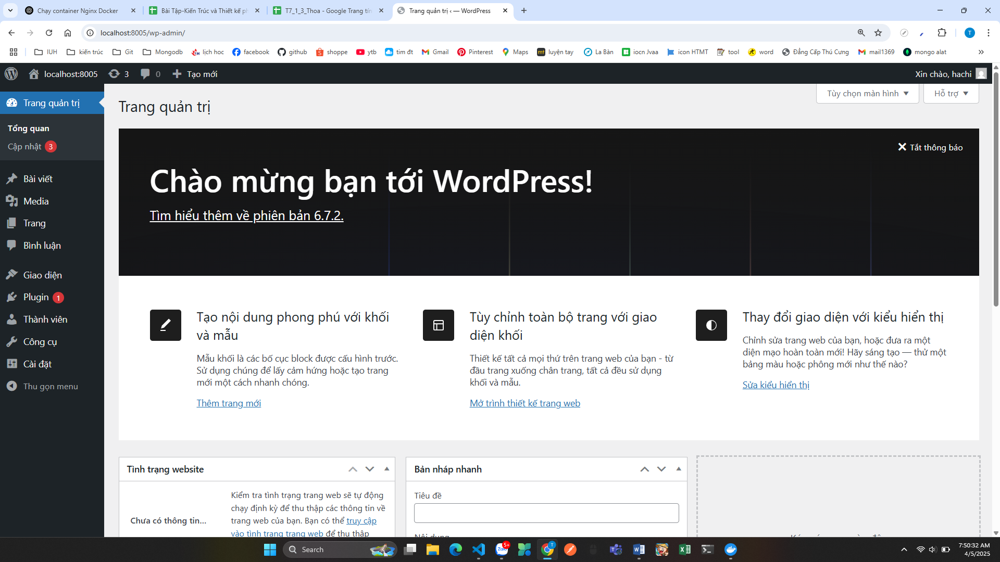 Chạy container Nginx Docker
Bài Tập-Kiến Trúc và Thiết kế ph
T7_1_3_Thoa - Google Trang tín
Trang quản trị ‹ — WordPress
localhost:8005/wp-admin/
T
IUH
kiến trúc
Git
Mongodb
lịch hoc
facebook
github
shoppe
ytb
tim đt
Gmail
Pinterest
Maps
mt
luyện tay
La Bàn
iocn Jvaa
icon HTMT
tool
word
Đẳng Cấp Thú Cưng
mail1369
mongo alat
localhost:8005
3
0
Tạo mới
Xin chào, hachi
Trang quản trị
Tổng quan
Cập nhật 3
Bài viết
Media
Trang
Bình luận
Giao diện
Plugin 1
Thành viên
Công cụ
Cài đặt
Thu gọn menu
Tùy chọn màn hình
Hỗ trợ
Trang quản trị
Tắt thông báo
Chào mừng bạn tới WordPress!
Tìm hiểu thêm về phiên bản 6.7.2.
Tạo nội dung phong phú với khối
và mẫu
Mẫu khối là các bố cục block được cấu hình trước.
Sử dụng chúng để lấy cảm hứng hoặc tạo trang
mới một cách nhanh chóng.
Thêm trang mới
Tùy chỉnh toàn bộ trang với giao
diện khối
Thiết kế tất cả mọi thứ trên trang web của bạn - từ
đầu trang xuống chân trang, tất cả đều sử dụng
khối và mẫu.
Mở trình thiết kế trang web
Thay đổi giao diện với kiểu hiển thị
Chỉnh sửa trang web của bạn, hoặc đưa ra một
diện mạo hoàn toàn mới! Hãy sáng tạo — thử một
bảng màu hoặc phông mới như thế nào?
Sửa kiểu hiển thị
Tình trạng website
Chưa có thông tin...
Kiểm tra tình trạng trang web sẽ tự động
chạy định kỳ để thu thập các thông tin về
trang web của bạn. Bạn có thể truy cập
vào tình trạng trang web để thu thập
Bản nháp nhanh
Tiêu đề
Nội dung
Search
Zalo
5+
T
7:50:32 AM
4/5/2025